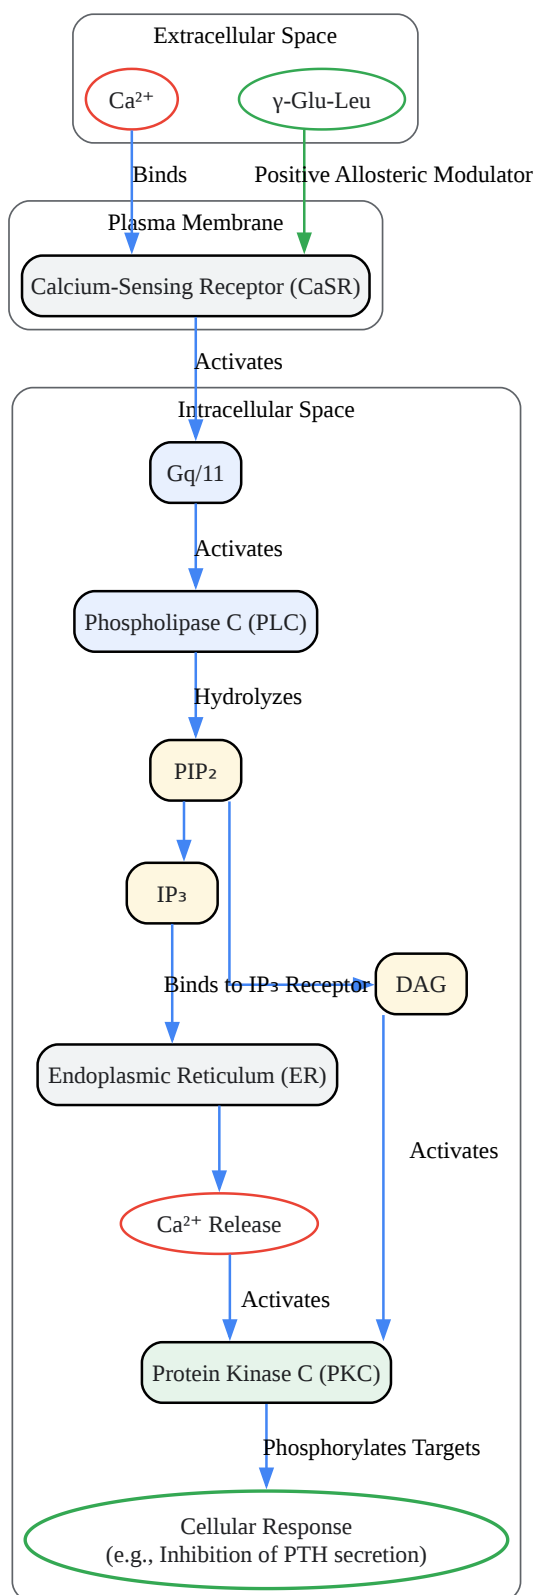 Extracellular Space
Ca²⁺
γ-Glu-Leu
Binds
Positive Allosteric Modulator
Plasma Membrane
Calcium-Sensing Receptor (CaSR)
Activates
Intracellular Space
Gq/11
Activates
Phospholipase C (PLC)
Hydrolyzes
PIP₂
IP₃
Binds to IP₃ Receptor
DAG
Endoplasmic Reticulum (ER)
Activates
Ca²⁺ Release
Activates
Protein Kinase C (PKC)
Phosphorylates Targets
Cellular Response
(e.g., Inhibition of PTH secretion)